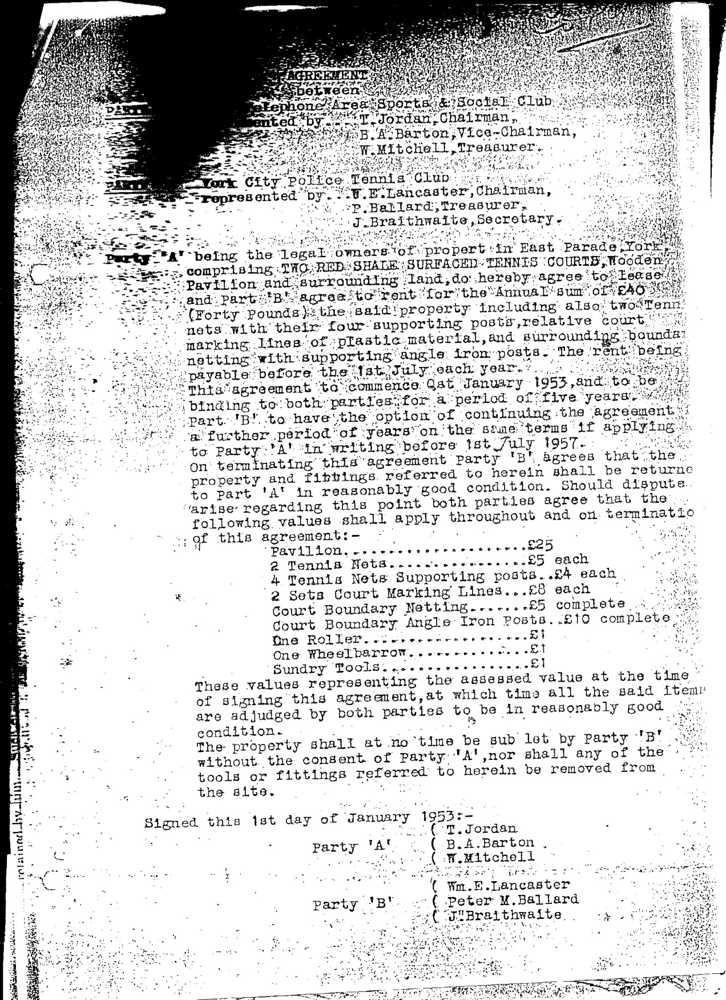 AGREEMENT
between
Area Sports & Social Club
by....T.Jordan,Chairman,
B.A.Barton,Vice-Chairman,
W.Mitchell,Treasurer.
York City Police Tennis Club
represented by...W.E.Lancaster,Chairman,
P.Ballard,Treasurer,
J.Braithwaite,Secretary.
Party 'A' being the legal owners of propert in East Parade,York,
comprising TWO RED SHALE SURFACED TENNIS COURTS,Wooden
Pavilion and surrounding land,do hereby agree to lease
and Part 'B' agree to rent for the Annual sum of £40
(Forty Pounds) the said property including also two Tenn
nets with their four supporting posts,relative court
marking lines of plastic material,and surrounding bounda
netting with supporting angle iron posts. The rent being
payable before the 1st July each year.
This agreement to commence Qst January 1953,and to be
binding to both parties for a period of five years.
Part 'B' to have the option of continuing the agreement
a further period of years on the same terms if applying
to Party 'A' in writing before 1st July 1957.
On terminating this agreement Party 'B' agrees that the
property and fittings referred to herein shall be returne
to Part 'A' in reasonably good condition. Should dispute
arise regarding this point both parties agree that the
following values shall apply throughout and on terminatio
of this agreement:-
Pavilion.......................£25
2 Tennis Nets.................£5 each
4 Tennis Nets Supporting posts..£4 each
2 Sets Court Marking Lines...£8 each
Court Boundary Netting.......£5 complete
Court Boundary Angle Iron Posts..£10 complete
One Roller....................£1
One Wheelbarrow...............£1
Sundry Tools..................£1
These values representing the assessed value at the time
of signing this agreement,at which time all the said items
are adjudged by both parties to be in reasonably good
condition.
The property shall at no time be sub let by Party 'B'
without the consent of Party 'A',nor shall any of the
tools or fittings referred to herein be removed from
the site.
Signed this 1st day of January 1953:-
( T.Jordan
Party 'A' ( B.A.Barton
( W.Mitchell
( Wm.E.Lancaster
Party 'B' ( Peter M.Ballard
( J"Braithwaite
retained by him